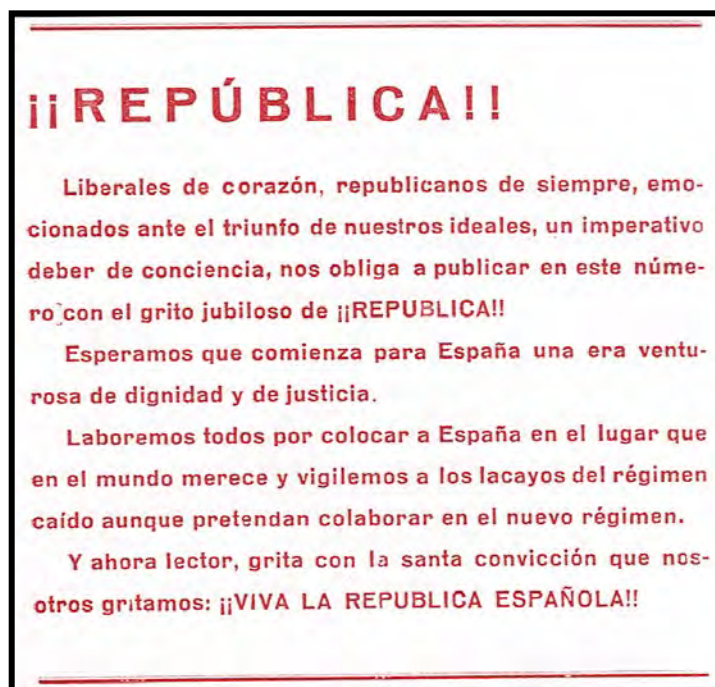 ¡¡REPÚBLICA!!
Liberales de corazón, republicanos de siempre, emo-
cionados ante el triunfo de nuestros ideales, un imperativo
deber de conciencia, nos obliga a publicar en este núme-
ro con el grito jubiloso de ¡¡REPUBLICA!!
Esperamos que comienza para España una era ventu-
rosa de dignidad y de justicia.
Laboremos todos por colocar a España en el lugar que
en el mundo merece y vigilemos a los lacayos del régimen
caído aunque pretendan colaborar en el nuevo régimen.
Y ahora lector, grita con la santa convicción que nos-
otros gritamos: ¡¡VIVA LA REPUBLICA ESPAÑOLA!!